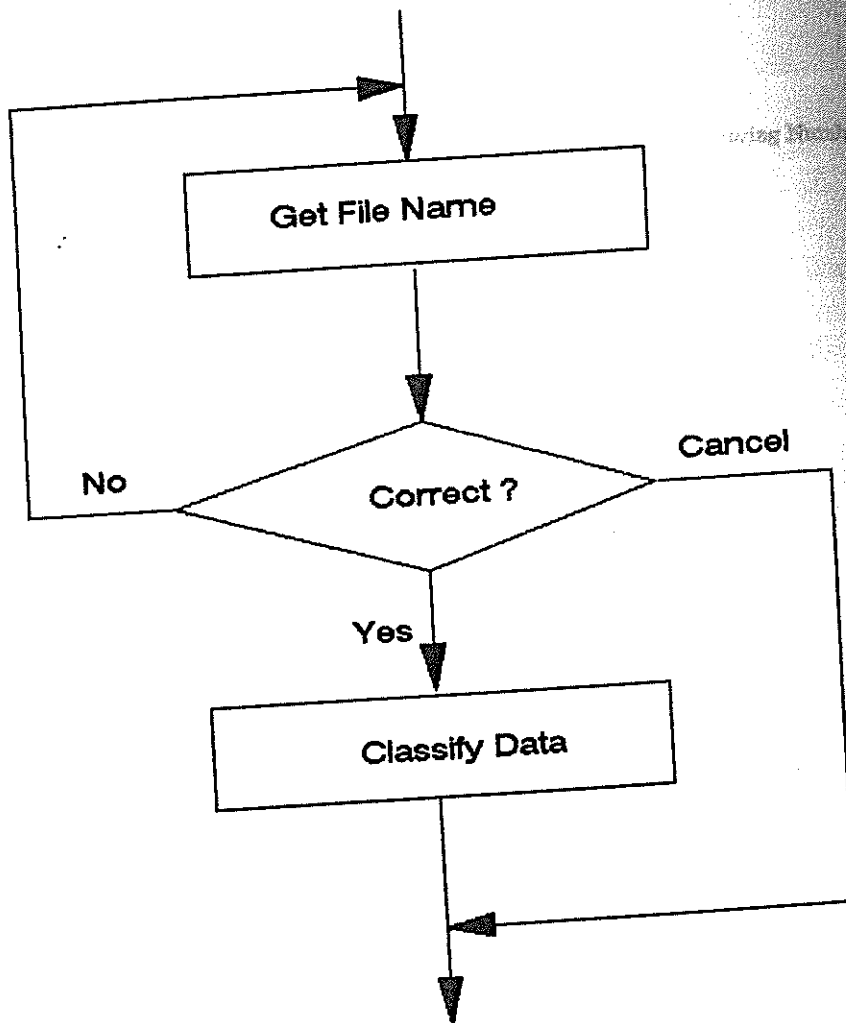 Get File Name
Correct ?
No
Cancel
Yes
Classify Data